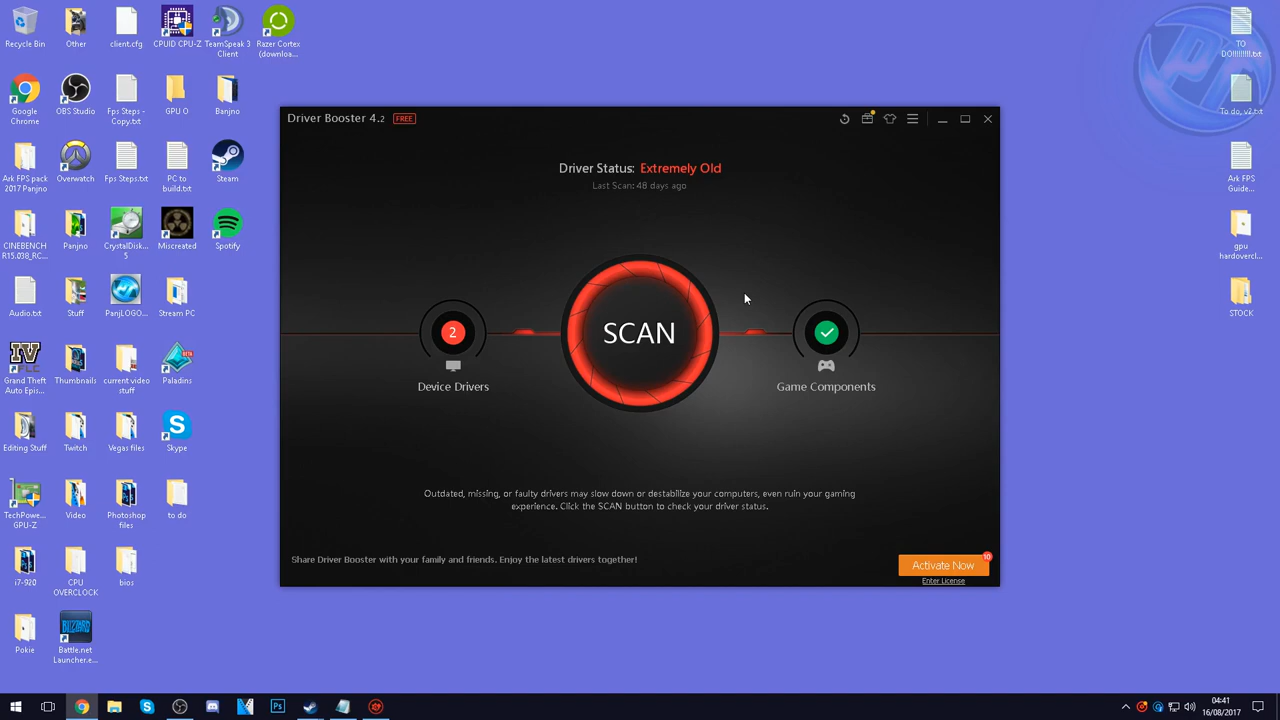 Recycle Bin
Other
client.cfg
CPUID CPU-Z
TeamSpeak 3
Client
Razer Cortex
(downloa...
TO
DO!!!!!!!!!.txt
Google
Chrome
OBS Studio
Fps Steps -
Copy.txt
GPU O
Banjno
To do, v2.txt
Ark FPS pack
2017 Panjno
Overwatch
Fps Steps.txt
PC to
build.txt
Steam
Ark FPS
Guide...
CINEBENCH
R15.038_RC...
Panjno
CrystalDisk...
5
Miscreated
Spotify
gpu
hardovercl...
Audio.txt
Stuff
PanjLOGO...
Stream PC
STOCK
Grand Theft
Auto Epis...
Thumbnails
current video
stuff
Paladins
Editing Stuff
Twitch
Vegas files
Skype
TechPowe...
GPU-Z
Video
Photoshop
files
to do
i7-920
CPU
OVERCLOCK
bios
Pokie
BLIZZARD
Battle.net
Launcher.e...
Driver Booster 4.2 FREE
Driver Status: Extremely Old
Last Scan: 48 days ago
2
SCAN
Device Drivers
Game Components
Outdated, missing, or faulty drivers may slow down or destabilize your computers, even ruin your gaming
experience. Click the SCAN button to check your driver status.
Share Driver Booster with your family and friends. Enjoy the latest drivers together!
10
Activate Now
Enter License
04:41
16/08/2017